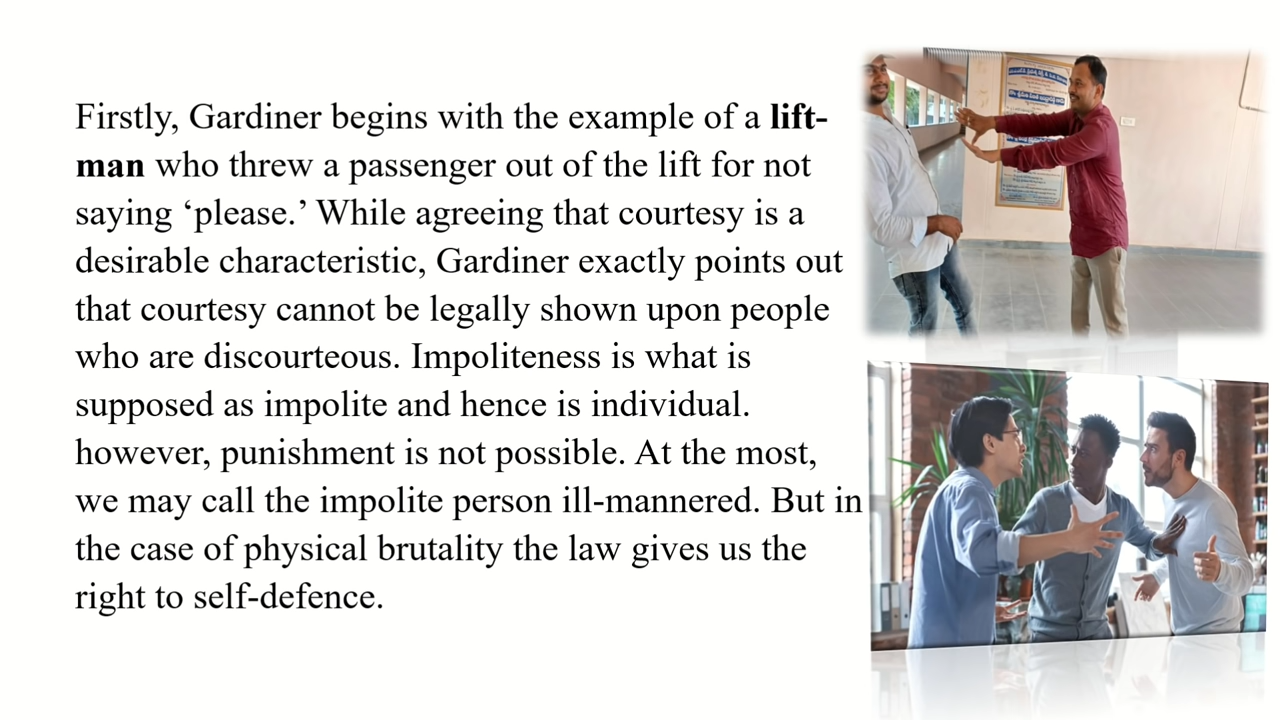 Firstly, Gardiner begins with the example of a lift-
man who threw a passenger out of the lift for not
saying ‘please.’ While agreeing that courtesy is a
desirable characteristic, Gardiner exactly points out
that courtesy cannot be legally shown upon people
who are discourteous. Impoliteness is what is
supposed as impolite and hence is individual.
however, punishment is not possible. At the most,
we may call the impolite person ill-mannered. But in
the case of physical brutality the law gives us the
right to self-defence.